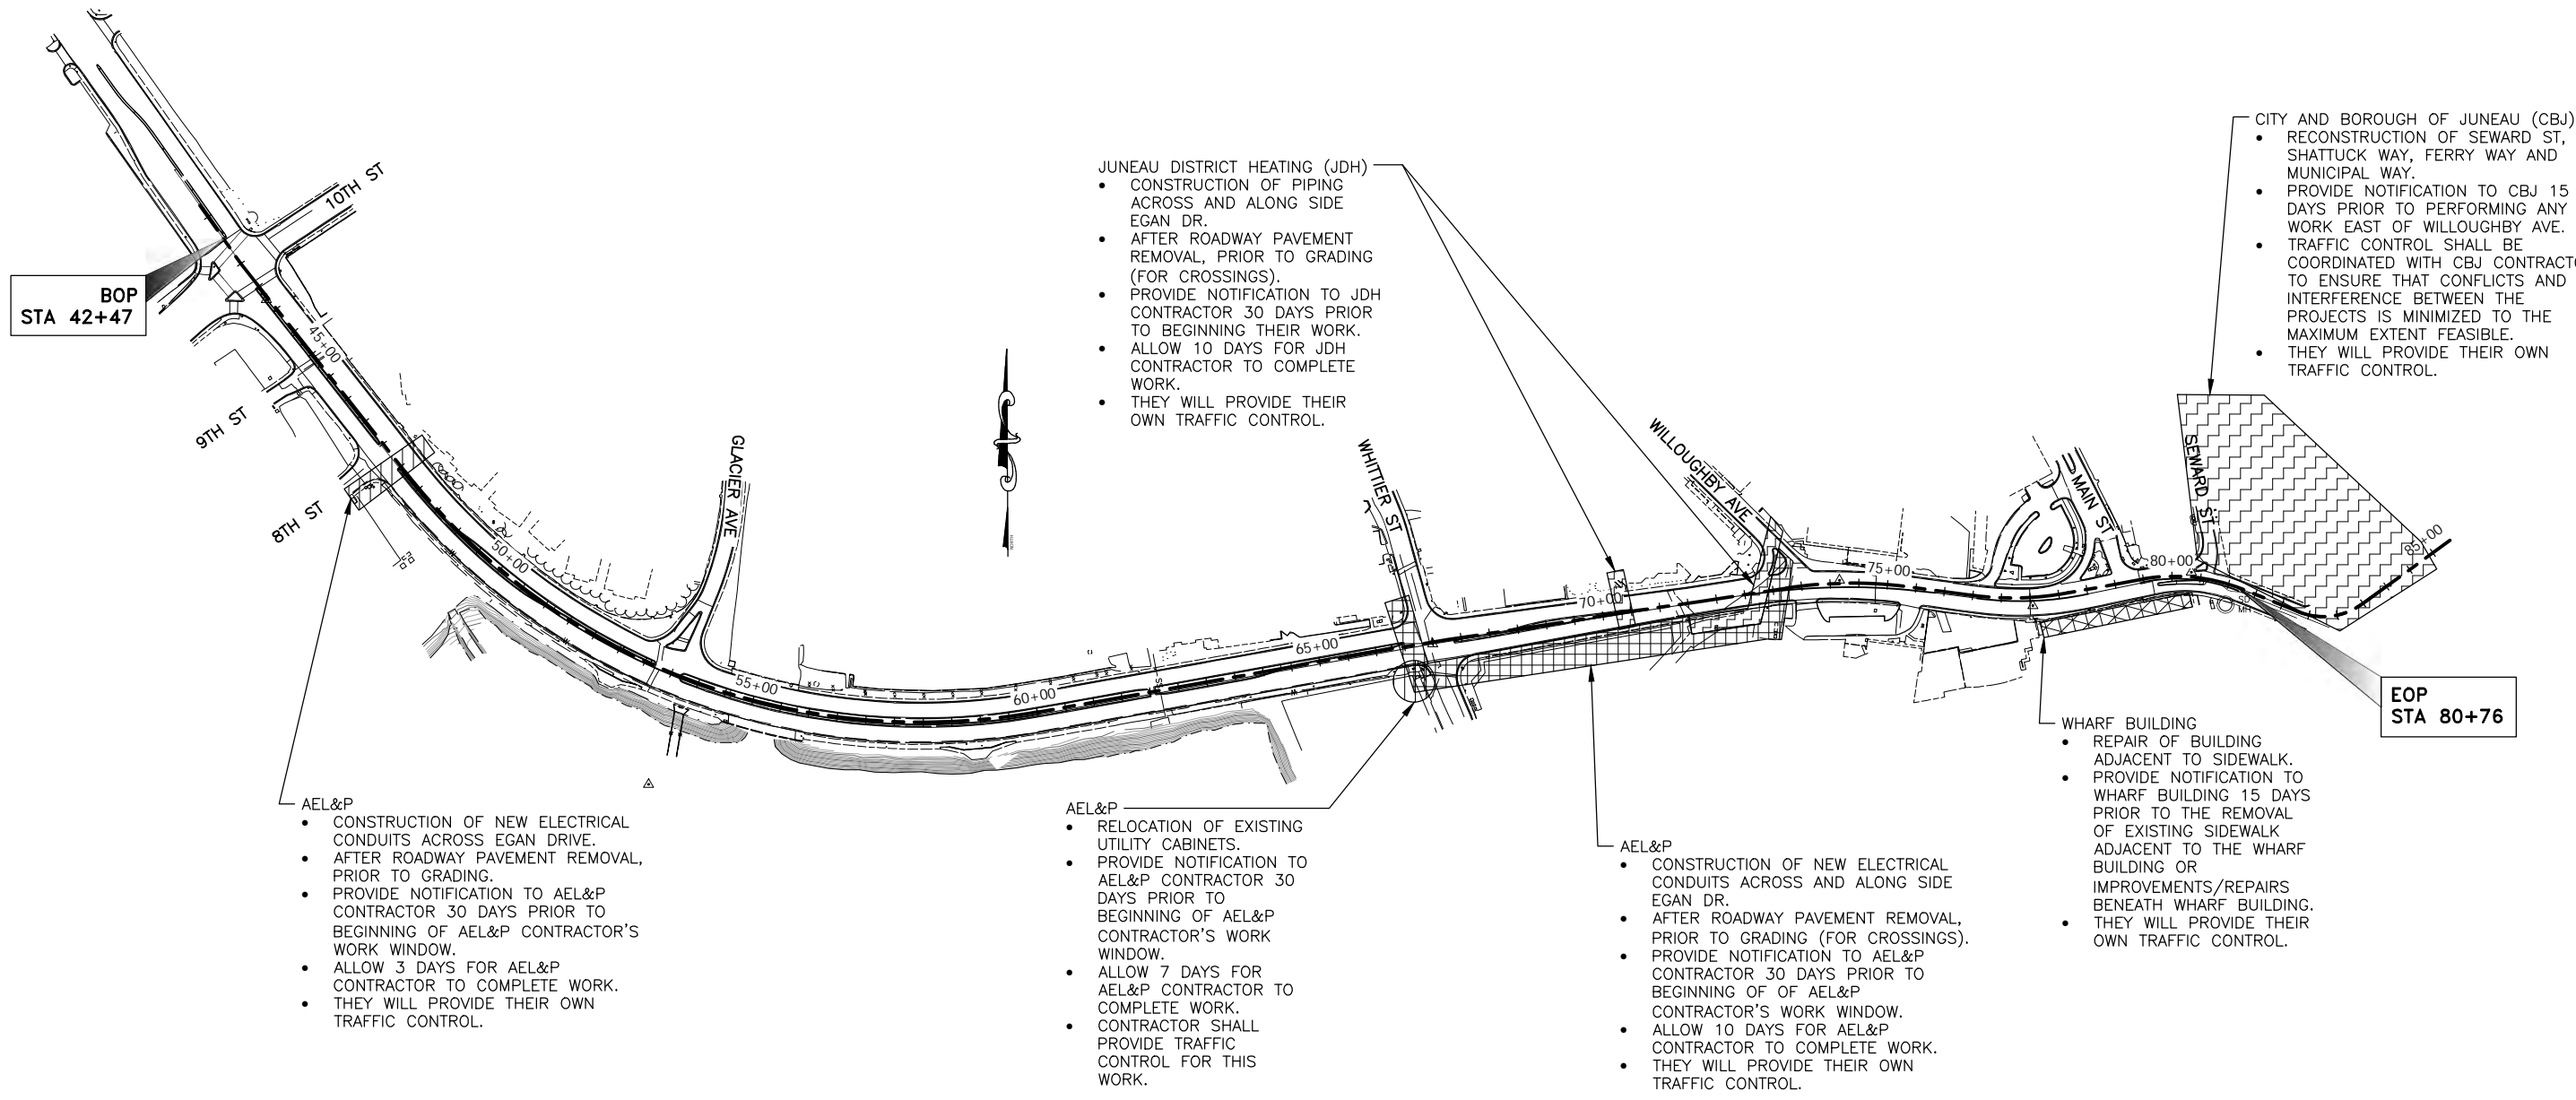 10TH ST
BOP
STA 42+47
45+00
9TH ST
8TH ST
50+00
GLACIER AVE
55+00
60+00
65+00
WHITTIER ST
70+00
WILLOUGHBY AVE
75+00
MAIN ST
80+00
SEWARD ST
85+00
SD
MH
EOP
STA 80+76
JUNEAU DISTRICT HEATING (JDH)
• CONSTRUCTION OF PIPING
ACROSS AND ALONG SIDE
EGAN DR.
• AFTER ROADWAY PAVEMENT
REMOVAL, PRIOR TO GRADING
(FOR CROSSINGS).
• PROVIDE NOTIFICATION TO JDH
CONTRACTOR 30 DAYS PRIOR
TO BEGINNING THEIR WORK.
• ALLOW 10 DAYS FOR JDH
CONTRACTOR TO COMPLETE
WORK.
• THEY WILL PROVIDE THEIR
OWN TRAFFIC CONTROL.
CITY AND BOROUGH OF JUNEAU (CBJ)
• RECONSTRUCTION OF SEWARD ST,
SHATTUCK WAY, FERRY WAY AND
MUNICIPAL WAY.
• PROVIDE NOTIFICATION TO CBJ 15
DAYS PRIOR TO PERFORMING ANY
WORK EAST OF WILLOUGHBY AVE.
• TRAFFIC CONTROL SHALL BE
COORDINATED WITH CBJ CONTRACTO
TO ENSURE THAT CONFLICTS AND
INTERFERENCE BETWEEN THE
PROJECTS IS MINIMIZED TO THE
MAXIMUM EXTENT FEASIBLE.
• THEY WILL PROVIDE THEIR OWN
TRAFFIC CONTROL.
AEL&P
• CONSTRUCTION OF NEW ELECTRICAL
CONDUITS ACROSS EGAN DRIVE.
• AFTER ROADWAY PAVEMENT REMOVAL,
PRIOR TO GRADING.
• PROVIDE NOTIFICATION TO AEL&P
CONTRACTOR 30 DAYS PRIOR TO
BEGINNING OF AEL&P CONTRACTOR'S
WORK WINDOW.
• ALLOW 3 DAYS FOR AEL&P
CONTRACTOR TO COMPLETE WORK.
• THEY WILL PROVIDE THEIR OWN
TRAFFIC CONTROL.
AEL&P
• RELOCATION OF EXISTING
UTILITY CABINETS.
• PROVIDE NOTIFICATION TO
AEL&P CONTRACTOR 30
DAYS PRIOR TO
BEGINNING OF AEL&P
CONTRACTOR'S WORK
WINDOW.
• ALLOW 7 DAYS FOR
AEL&P CONTRACTOR TO
COMPLETE WORK.
• CONTRACTOR SHALL
PROVIDE TRAFFIC
CONTROL FOR THIS
WORK.
AEL&P
• CONSTRUCTION OF NEW ELECTRICAL
CONDUITS ACROSS AND ALONG SIDE
EGAN DR.
• AFTER ROADWAY PAVEMENT REMOVAL,
PRIOR TO GRADING (FOR CROSSINGS).
• PROVIDE NOTIFICATION TO AEL&P
CONTRACTOR 30 DAYS PRIOR TO
BEGINNING OF OF AEL&P
CONTRACTOR'S WORK WINDOW.
• ALLOW 10 DAYS FOR AEL&P
CONTRACTOR TO COMPLETE WORK.
• THEY WILL PROVIDE THEIR OWN
TRAFFIC CONTROL.
WHARF BUILDING
• REPAIR OF BUILDING
ADJACENT TO SIDEWALK.
• PROVIDE NOTIFICATION TO
WHARF BUILDING 15 DAYS
PRIOR TO THE REMOVAL
OF EXISTING SIDEWALK
ADJACENT TO THE WHARF
BUILDING OR
IMPROVEMENTS/REPAIRS
BENEATH WHARF BUILDING.
• THEY WILL PROVIDE THEIR
OWN TRAFFIC CONTROL.